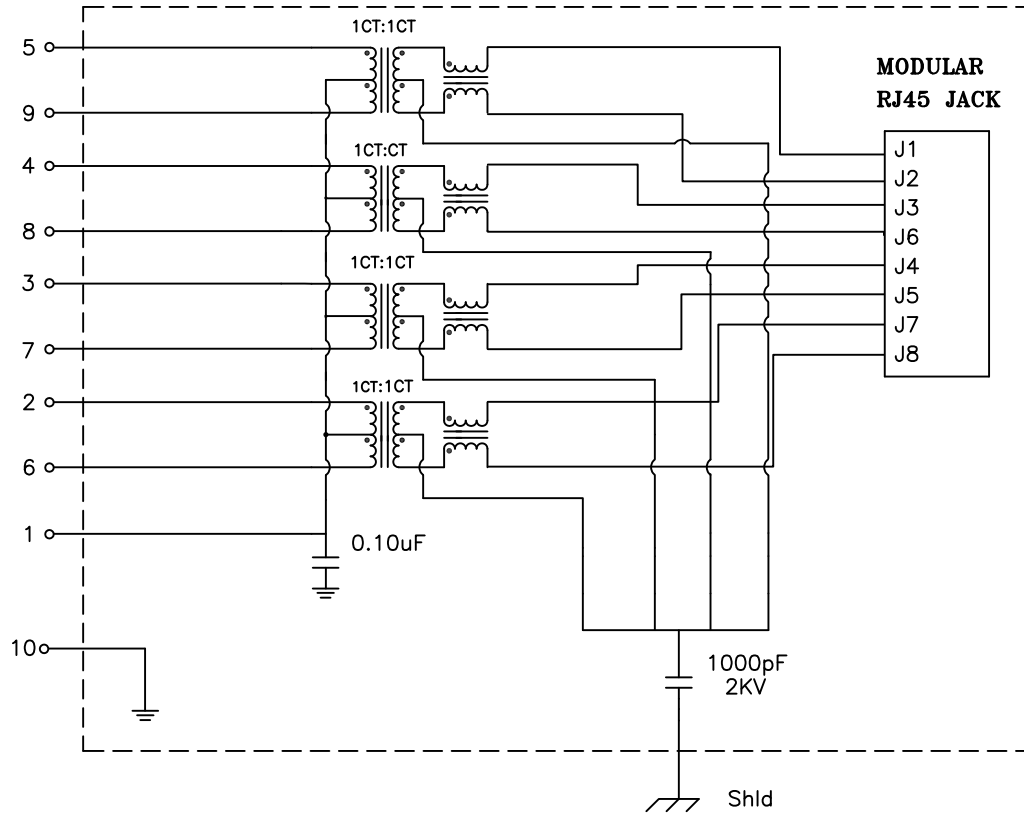 1CT:1CT
5
MODULAR
RJ45 JACK
9
J1
1CT:CT
4
J2
J3
8
J6
1CT:1CT
J4
3
J5
J7
7
J8
1CT:1CT
2
6
1
0.10uF
10
1000pF
2KV
Shld